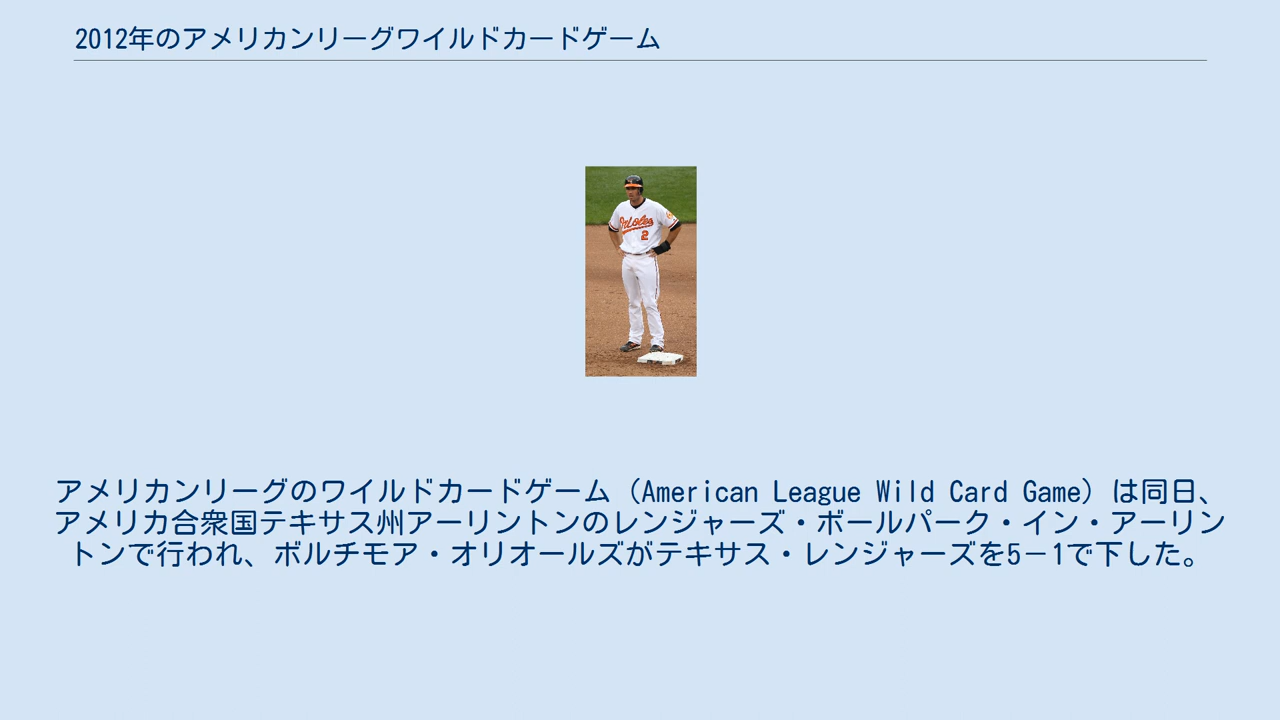 2012年のアメリカンリーグワイルドカードゲーム
Orioles
2
アメリカンリーグのワイルドカードゲーム（American League Wild Card Game）は同日、
アメリカ合衆国テキサス州アーリントンのレンジャーズ・ボールパーク・イン・アーリン
トンで行われ、ボルチモア・オリオールズがテキサス・レンジャーズを5－1で下した。